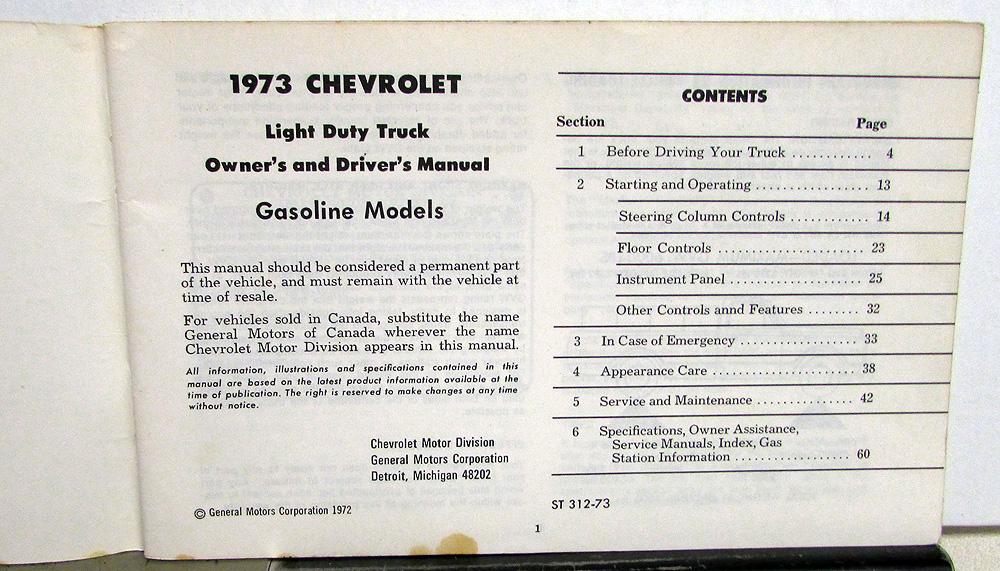 1973 CHEVROLET
Light Duty Truck
Owner's and Driver's Manual
Gasoline Models
This manual should be considered a permanent part
of the vehicle, and must remain with the vehicle at
time of resale.
For vehicles sold in Canada, substitute the name
General Motors of Canada wherever the name
Chevrolet Motor Division appears in this manual.
All information, illustrations and specifications contained in this
manual are based on the latest product information available at the
time of publication. The right is reserved to make changes at any time
without notice.
Chevrolet Motor Division
General Motors Corporation
Detroit, Michigan 48202
© General Motors Corporation 1972
CONTENTS
Section Page
1 Before Driving Your Truck ............ 4
2 Starting and Operating ................ 13
Steering Column Controls ............ 14
Floor Controls ...................... 23
Instrument Panel .................... 25
Other Controls annd Features ........ 32
3 In Case of Emergency ................. 33
4 Appearance Care ..................... 38
5 Service and Maintenance .............. 42
6 Specifications, Owner Assistance,
Service Manuals, Index, Gas
Station Information .................. 60
ST 312-73
1